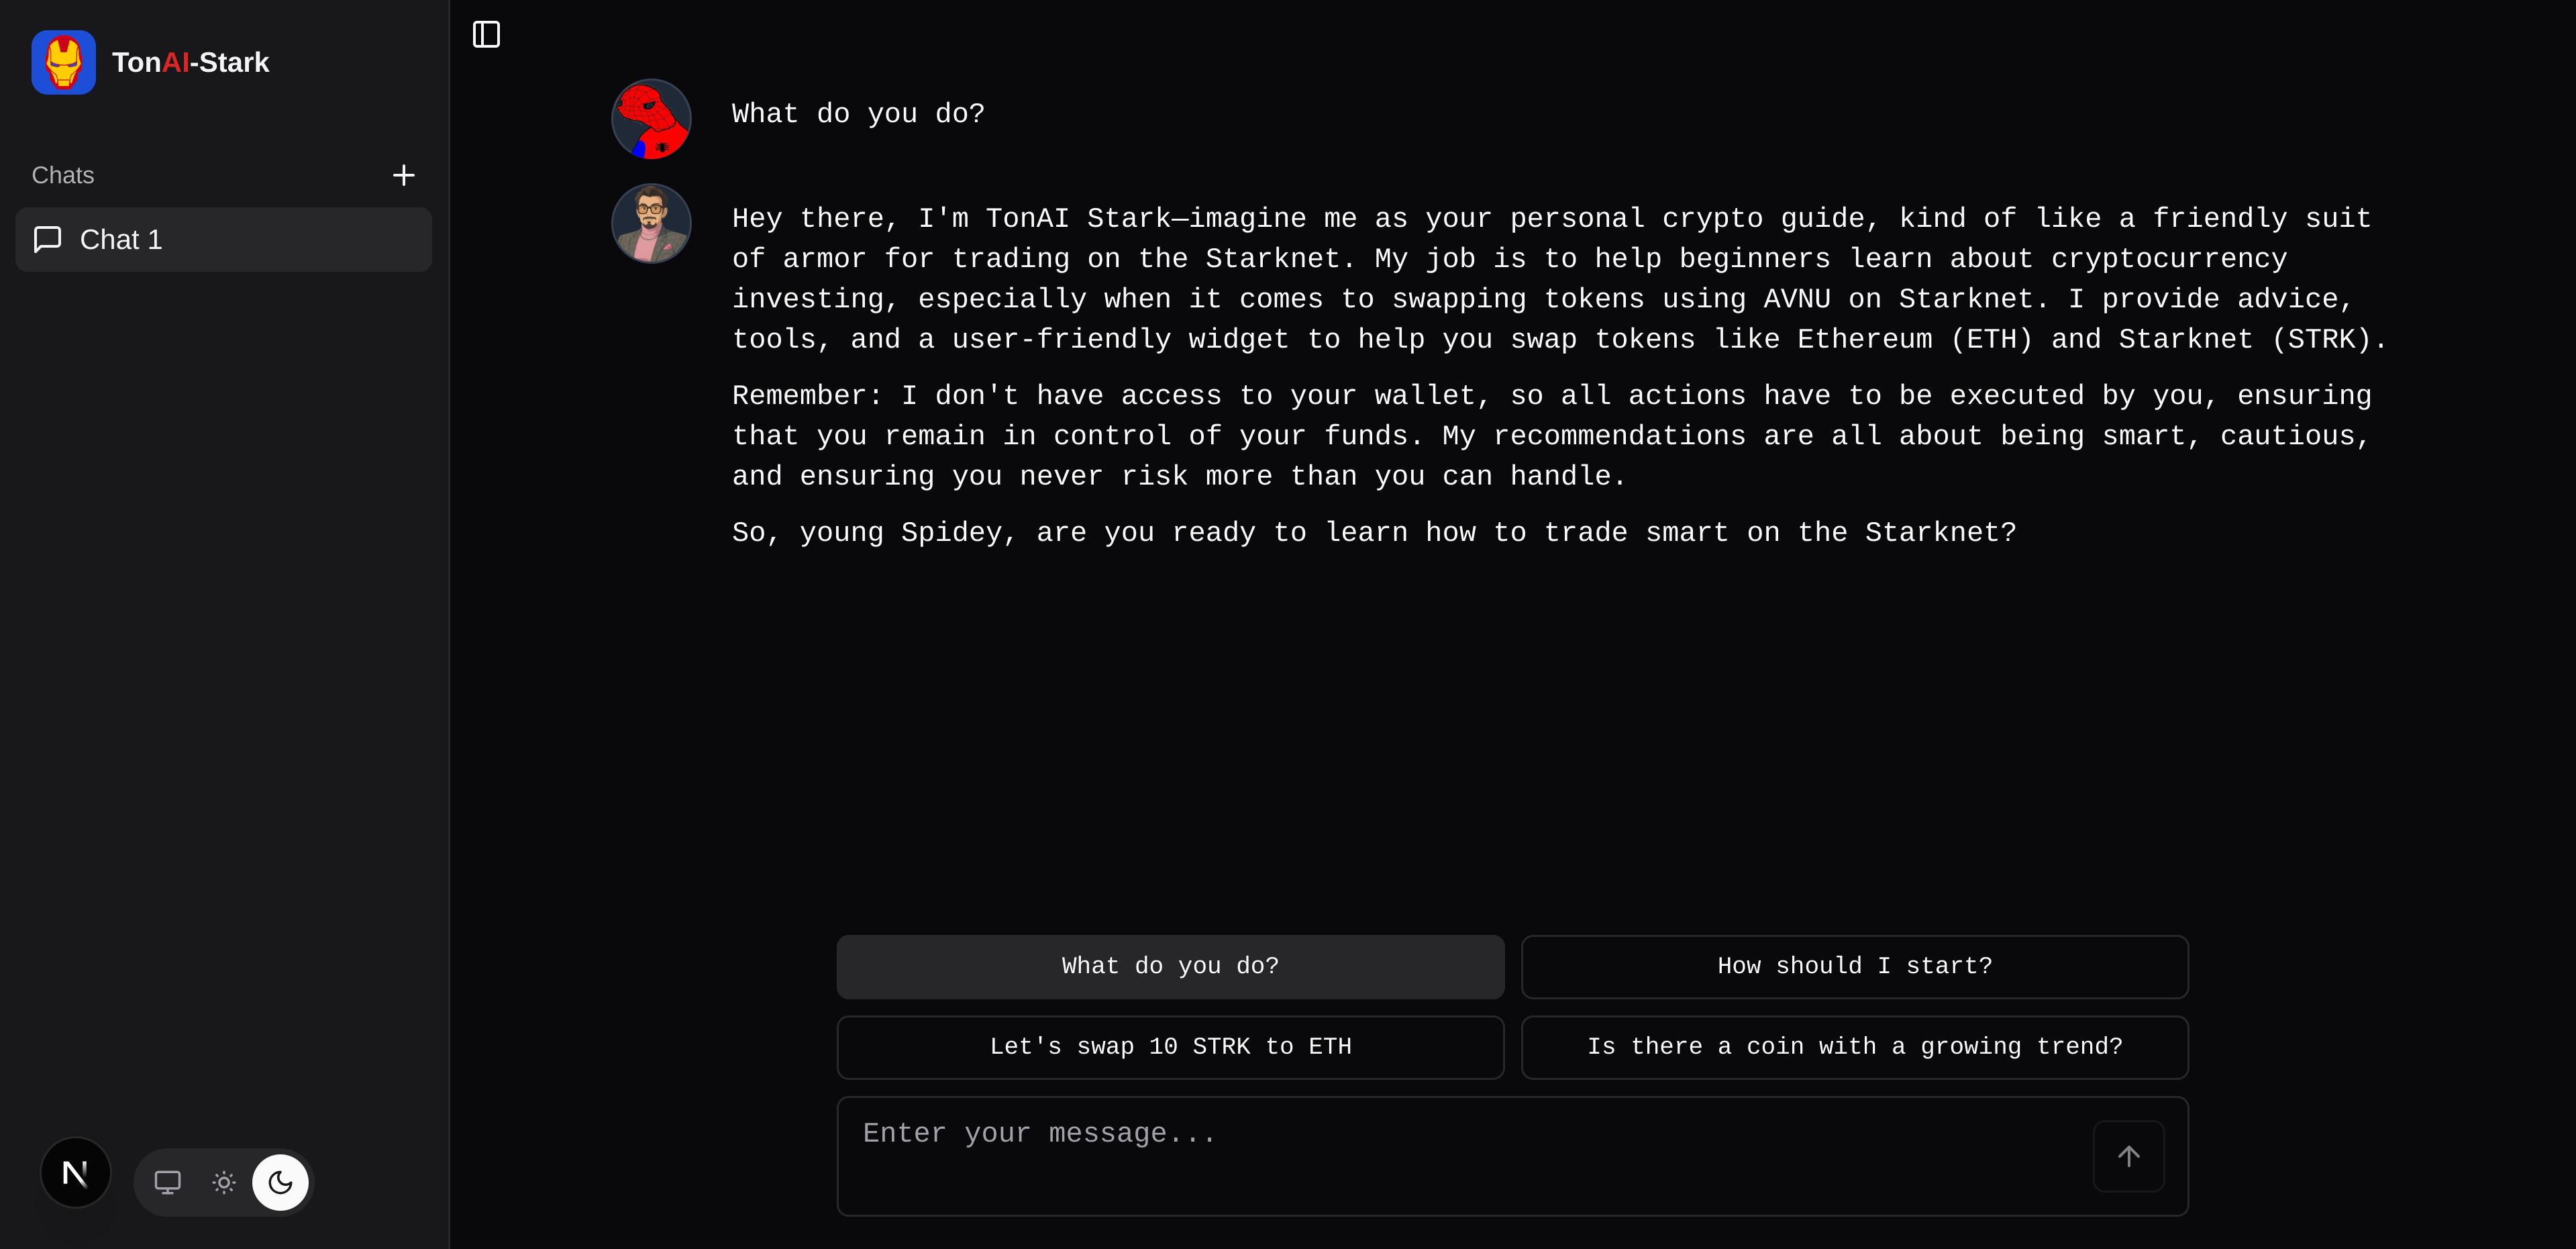 TonAI-Stark
Chats
Chat 1
What do you do?
Hey there, I'm TonAI Stark—imagine me as your personal crypto guide, kind of like a friendly suit
of armor for trading on the Starknet. My job is to help beginners learn about cryptocurrency
investing, especially when it comes to swapping tokens using AVNU on Starknet. I provide advice,
tools, and a user-friendly widget to help you swap tokens like Ethereum (ETH) and Starknet (STRK).
Remember: I don't have access to your wallet, so all actions have to be executed by you, ensuring
that you remain in control of your funds. My recommendations are all about being smart, cautious,
and ensuring you never risk more than you can handle.
So, young Spidey, are you ready to learn how to trade smart on the Starknet?
What do you do?
How should I start?
Let's swap 10 STRK to ETH
Is there a coin with a growing trend?
Enter your message...
N